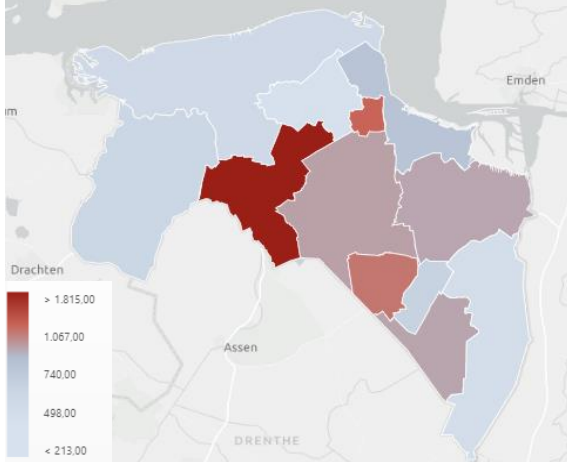 Emden
m
Drachten
> 1.815,00
1.067,00
740,00
498,00
< 213,00
Assen
DRENTHE